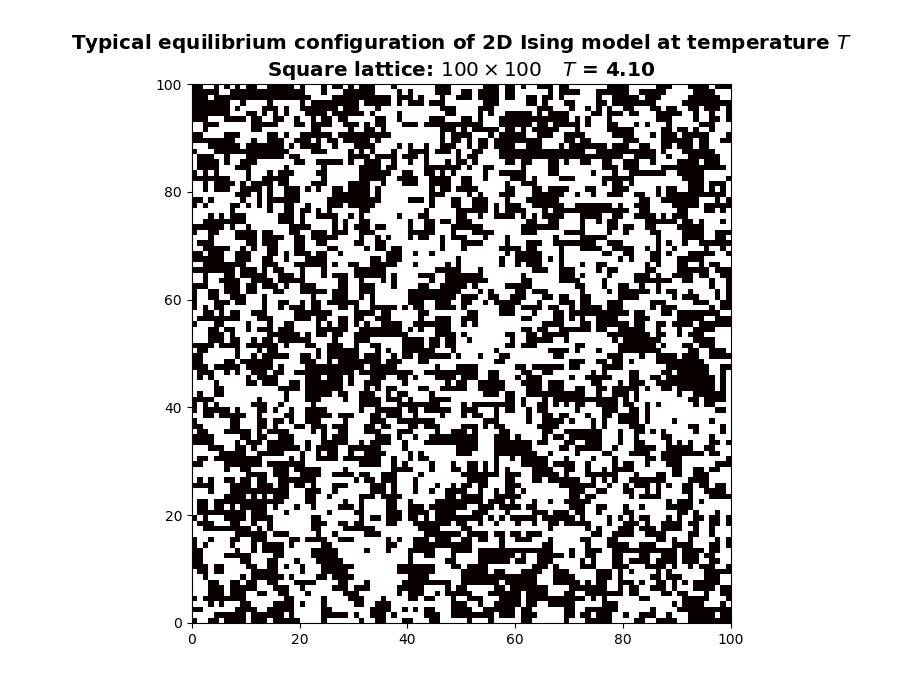 Typical equilibrium configuration of 2D Ising model at temperature T
Square lattice: 100 × 100 T = 4.10
100
80
60
40
20
0
0 20 40 60 80 100